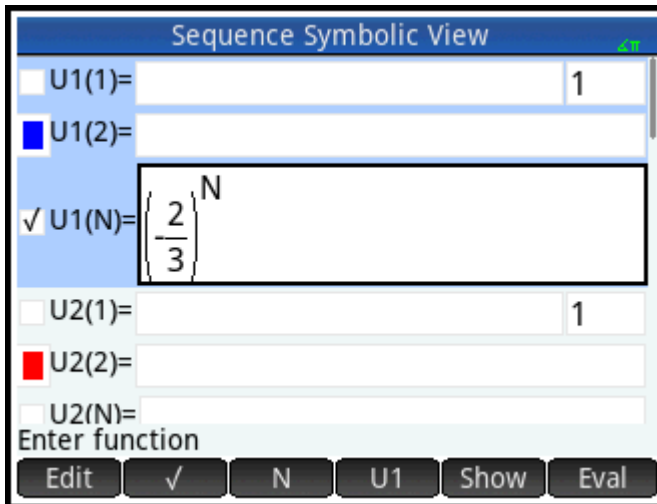 Sequence Symbolic View
∡π
U1(1)= 1
U1(2)=
√ U1(N)= (-2/3)^N
U2(1)= 1
U2(2)=
U2(N)=
Enter function
Edit √ N U1 Show Eval